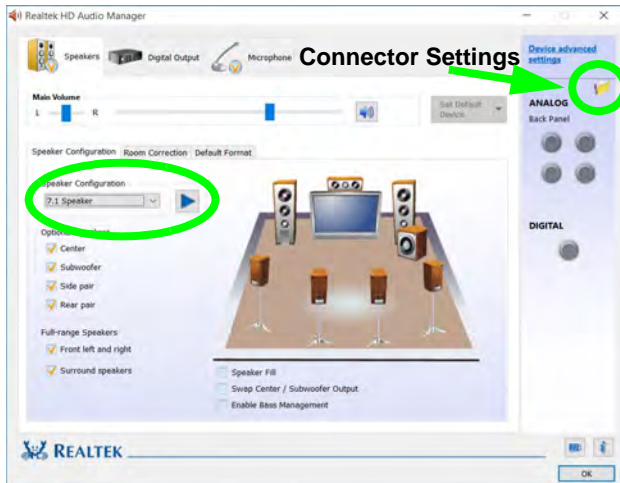 Realtek HD Audio Manager
Speakers
Digital Output
Microphone
Connector Settings
Device advanced
settings
Main Volume
L
R
Set Default
Device
ANALOG
Back Panel
Speaker Configuration
Room Correction
Default Format
Speaker Configuration
7.1 Speaker
DIGITAL
Center
Subwoofer
Side pair
Rear pair
Full-range Speakers
Front left and right
Surround speakers
Speaker Fill
Swap Center / Subwoofer Output
Enable Bass Management
REALTEK
OK